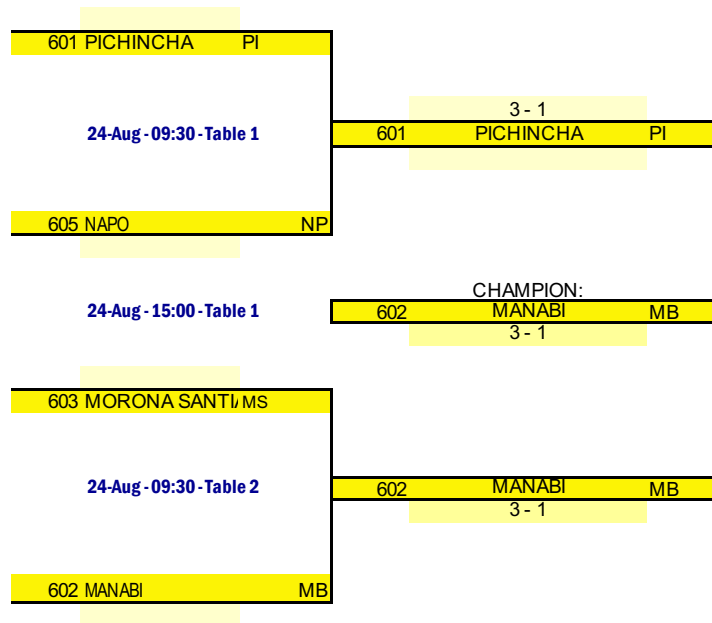 601 PICHINCHA PI
3 - 1
24-Aug - 09:30 - Table 1
601 PICHINCHA PI
605 NAPO NP
CHAMPION:
24-Aug - 15:00 - Table 1
602 MANABI MB
3 - 1
603 MORONA SANTI MS
24-Aug - 09:30 - Table 2
602 MANABI MB
3 - 1
602 MANABI MB